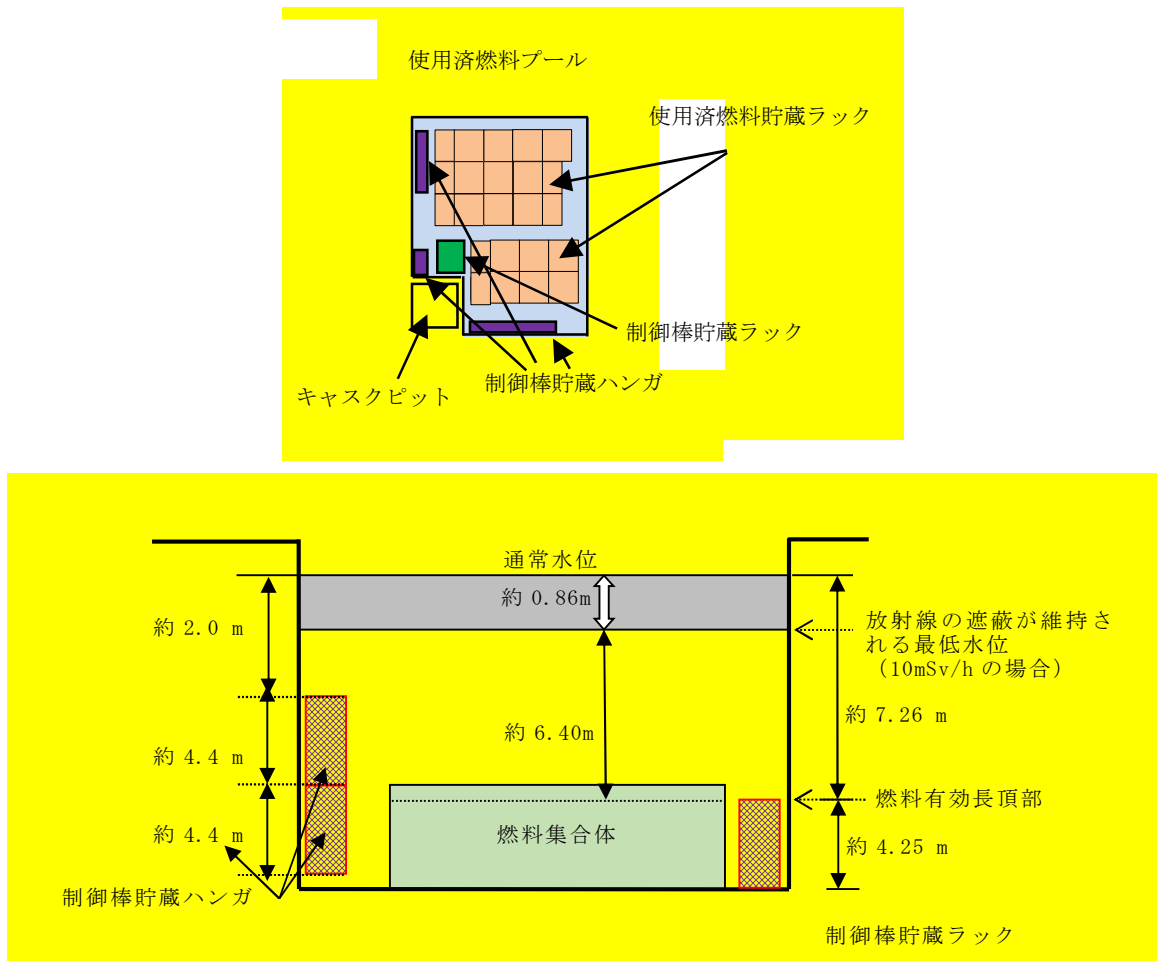 使用済燃料プール
使用済燃料貯蔵ラック
制御棒貯蔵ラック
制御棒貯蔵ハンガ
キャスクピット
通常水位
約 0.86m
約 2.0 m
放射線の遮蔽が維持さ
れる最低水位
（10mSv/h の場合）
約 7.26 m
約 6.40m
約 4.4 m
燃料有効長頂部
約 4.4 m
燃料集合体
約 4.25 m
制御棒貯蔵ハンガ
制御棒貯蔵ラック